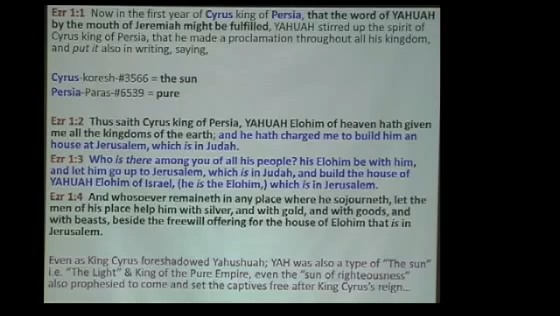 Ezr 1:1 Now in the first year of Cyrus king of Persia, that the word of YAHUAH
by the mouth of Jeremiah might be fulfilled, YAHUAH stirred up the spirit of
Cyrus king of Persia, that he made a proclamation throughout all his kingdom,
and put it also in writing, saying,
Cyrus-koresh-#3566 = the sun
Persia-Paras-#6539 = pure
Ezr 1:2 Thus saith Cyrus king of Persia, YAHUAH Elohim of heaven hath given
me all the kingdoms of the earth; and he hath charged me to build him an
house at Jerusalem, which is in Judah.
Ezr 1:3 Who is there among you of all his people? his Elohim be with him,
and let him go up to Jerusalem, which is in Judah, and build the house of
YAHUAH Elohim of Israel, (he is the Elohim,) which is in Jerusalem.
Ezr 1:4 And whosoever remaineth in any place where he sojourneth, let the
men of his place help him with silver, and with gold, and with goods, and
with beasts, beside the freewill offering for the house of Elohim that is in
Jerusalem.
Even as King Cyrus foreshadowed Yahushuah; YAH was also a type of "The sun"
i.e. "The Light" & King of the Pure Empire, even the "sun of righteousness"
also prophesied to come and set the captives free after King Cyrus's reign...